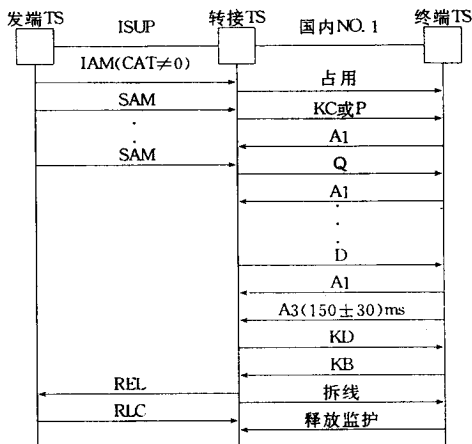 发端TS ISUP 转接TS 国内NO.1 终端TS
IAM(CAT≠0)
占用
SAM
KC或P
A1
SAM
Q
A1
D
A1
A3(150±30)ms
KD
KB
REL
拆线
RLC
释放监护